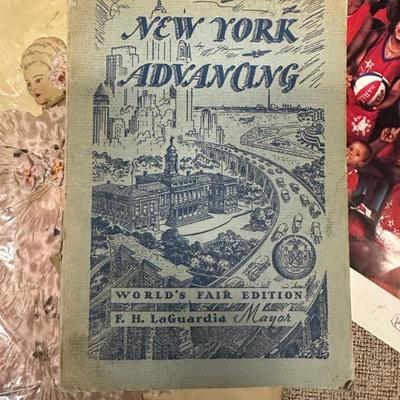 NEW YORK
ADVANCING
WORLD'S FAIR EDITION
F. H. LaGuardia Mayor